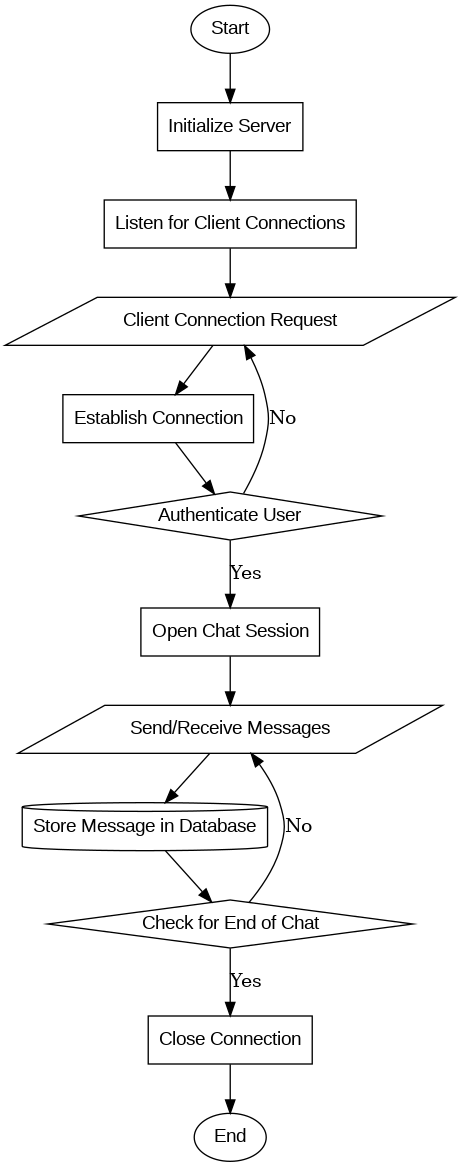 Start
Initialize Server
Listen for Client Connections
Client Connection Request
Establish Connection
No
Authenticate User
Yes
Open Chat Session
Send/Receive Messages
Store Message in Database
No
Check for End of Chat
Yes
Close Connection
End